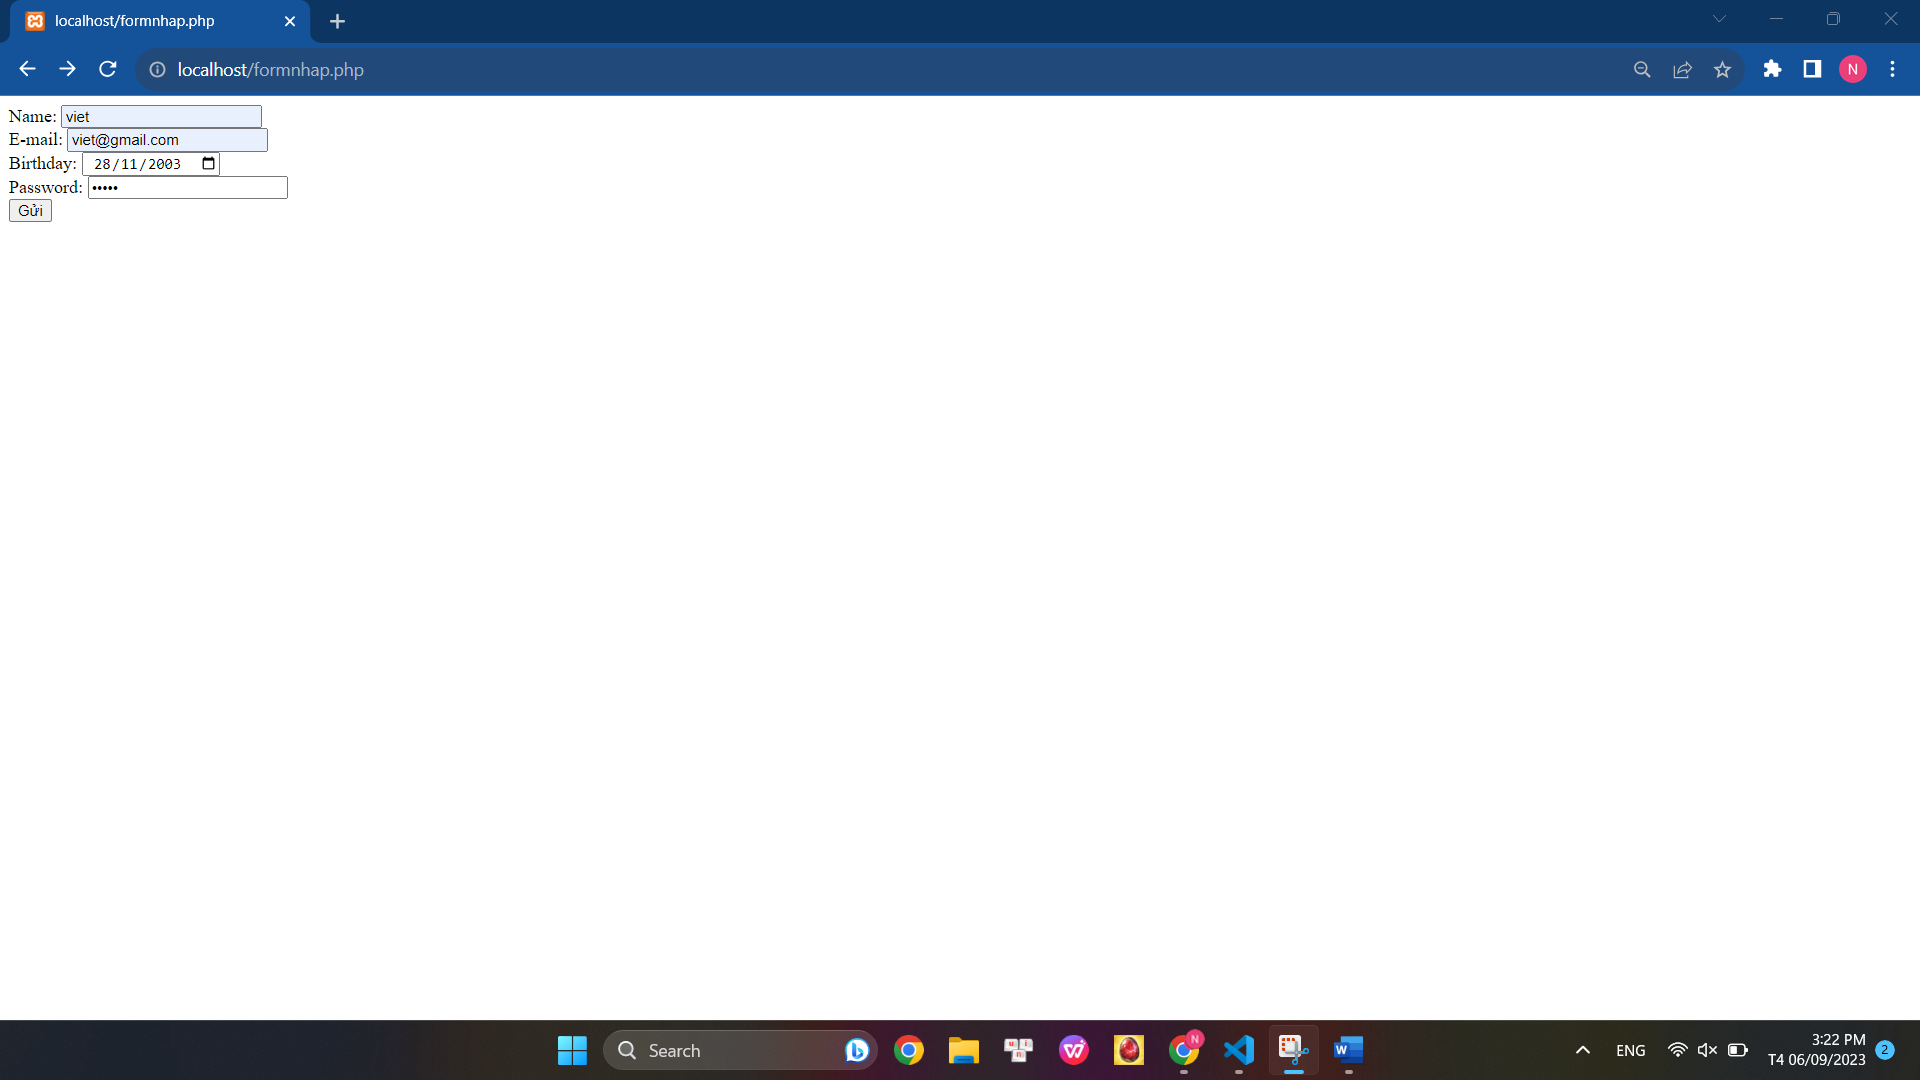 localhost/formnhap.php
localhost/formnhap.php
N
Name: viet
E-mail: viet@gmail.com
Birthday: 28/11/2003
Password: •••••
Gửi
Search
N
ENG
3:22 PM
T4 06/09/2023
2